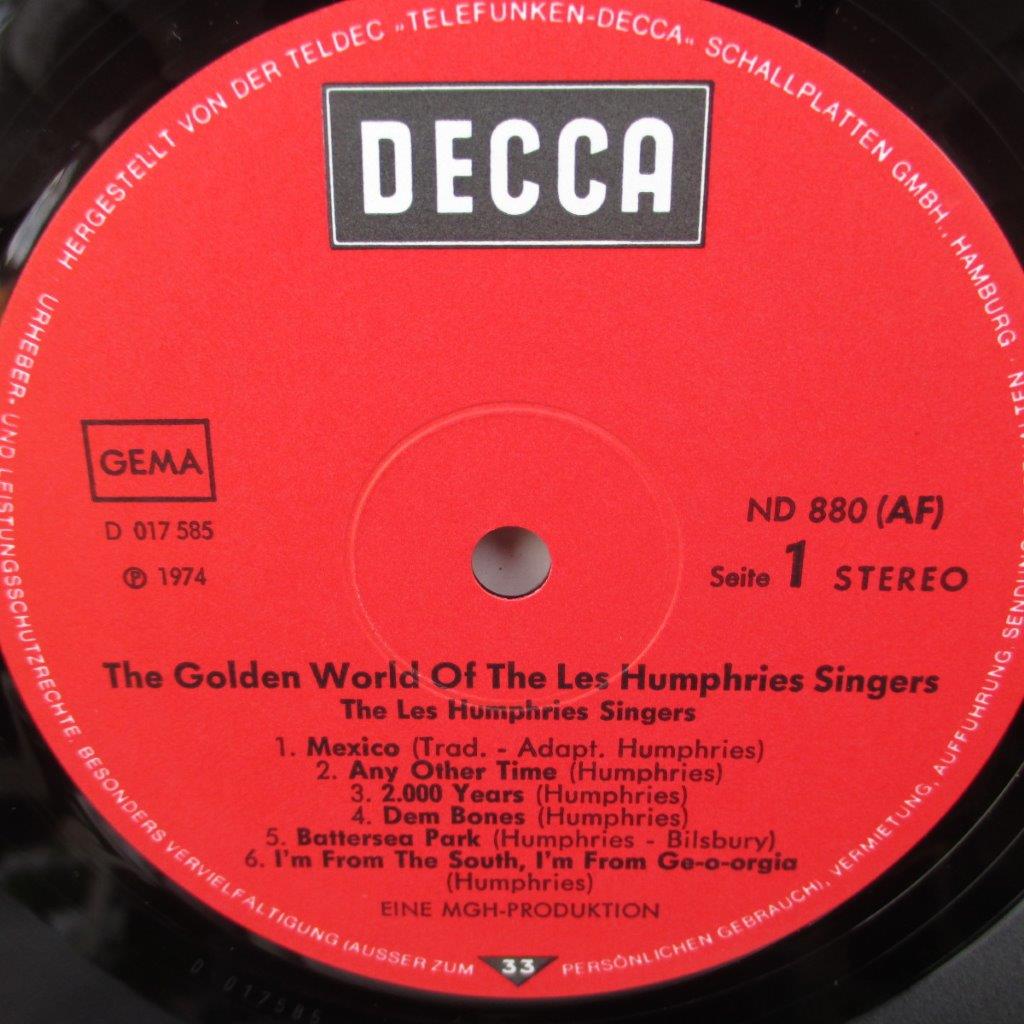 HERGESTELLT VON DER TELDEC „TELEFUNKEN-DECCA“ SCHALLPLATTEN GMBH., HAMBURG ·
DECCA
GEMA
D 017 585
℗ 1974
ND 880 (AF)
Seite 1 STEREO
The Golden World Of The Les Humphries Singers
The Les Humphries Singers
1. Mexico (Trad. - Adapt. Humphries)
2. Any Other Time (Humphries)
3. 2.000 Years (Humphries)
4. Dem Bones (Humphries)
5. Battersea Park (Humphries - Bilsbury)
6. I'm From The South, I'm From Ge-o-orgia
(Humphries)
EINE MGH-PRODUKTION
33
URHEBER- UND LEISTUNGSSCHUTZRECHTE, BESONDERS VERVIELFÄLTIGUNG (AUSSER ZUM PERSÖNLICHEN GEBRAUCH), VERMIETUNG, AUFFÜHRUNG, SENDUNG
D 017585